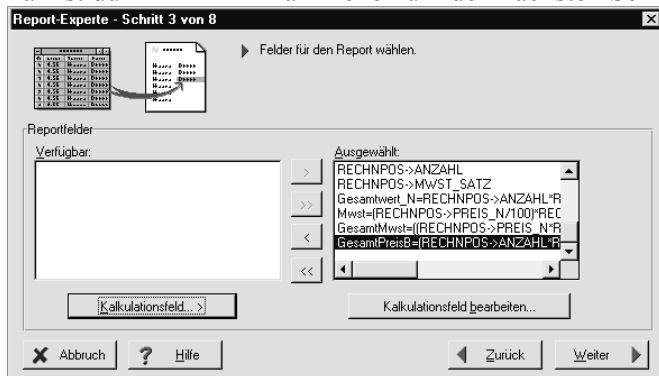 Report-Experte - Schritt 3 von 8
Felder für den Report wählen.
Reportfelder
Verfügbar:
Ausgewählt:
RECHNPOS->ANZAHL
RECHNPOS->MWST_SATZ
Gesamtwert_N=RECHNPOS->ANZAHL*R
Mwst=(RECHNPOS->PREIS_N/100)*REC
GesamtMwst=((RECHNPOS->PREIS_N*R
GesamtPreisB=(RECHNPOS->ANZAHL*R
>
>>
<
<<
Kalkulationsfeld... >
Kalkulationsfeld bearbeiten...
Abbruch
Hilfe
Zurück
Weiter